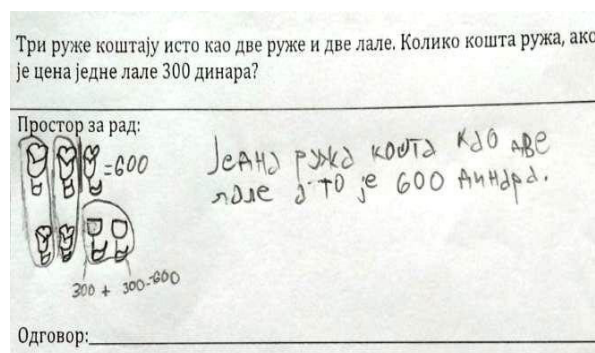 Три руже коштају исто као две руже и две лале. Колико кошта ружа, ако
је цена једне лале 300 динара?
Простор за рад:
=600
300 + 300=600
Једна ружа кошта као две
лале а то је 600 динара.
Одговор: